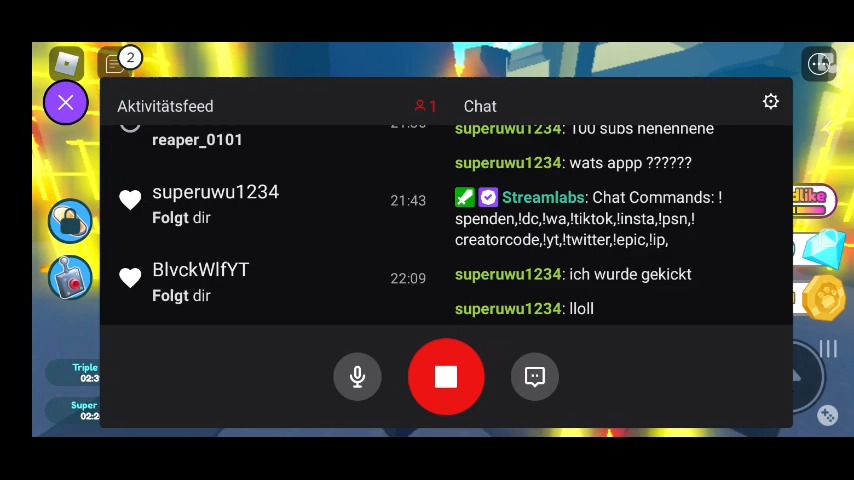 2
Aktivitätsfeed
1
Chat
reaper_0101
superuwu1234
21:43
Folgt dir
BlvckWlfYT
22:09
Folgt dir
superuwu1234: 100 subs hehehhehe
superuwu1234: wats appp ??????
Streamlabs: Chat Commands: !
spenden,!dc,!wa,!tiktok,!insta,!psn,!
creatorcode,!yt,!twitter,!epic,!ip,
superuwu1234: ich wurde gekickt
superuwu1234: lloll
Triple
Super